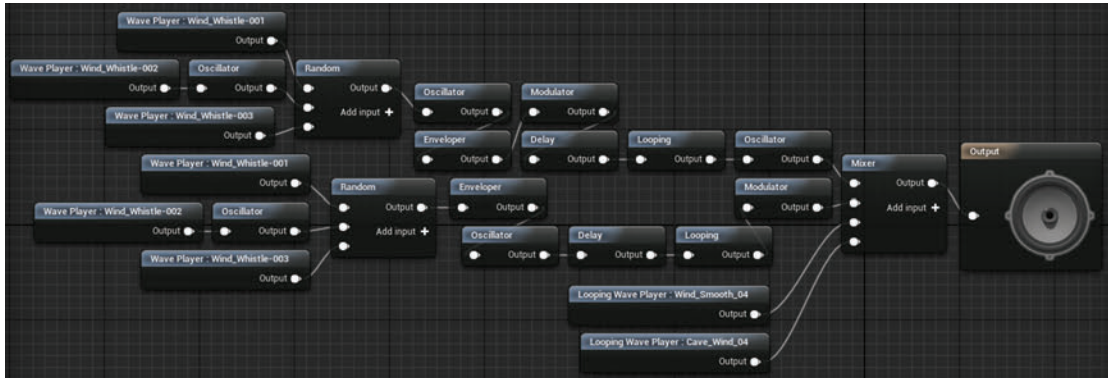 Wave Player : Wind_Whistle-001
Output
Wave Player : Wind_Whistle-002
Output
Oscillator
Output
Wave Player : Wind_Whistle-003
Output
Random
Output
Add input
Oscillator
Output
Modulator
Output
Enveloper
Output
Delay
Output
Looping
Output
Oscillator
Output
Wave Player : Wind_Whistle-001
Output
Wave Player : Wind_Whistle-002
Output
Oscillator
Output
Wave Player : Wind_Whistle-003
Output
Random
Output
Add input
Enveloper
Output
Oscillator
Output
Delay
Output
Looping
Output
Modulator
Output
Looping Wave Player : Wind_Smooth_04
Output
Looping Wave Player : Cave_Wind_04
Output
Mixer
Output
Add input
Output